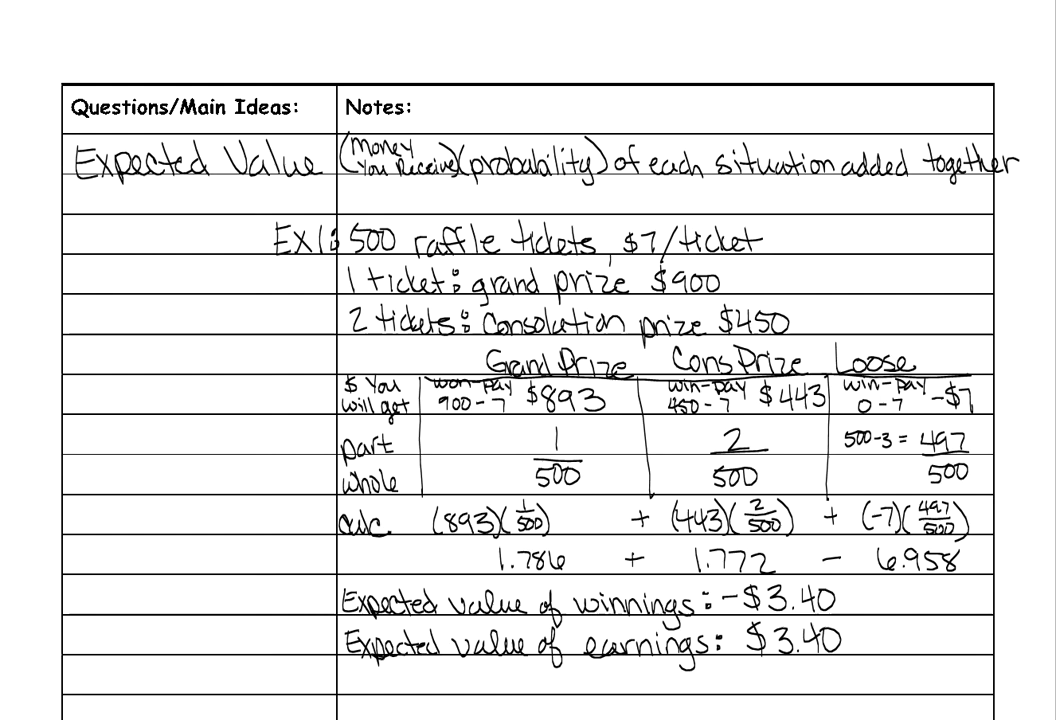 Questions/Main Ideas: Notes:
Expected Value (Money You Receive)(probability) of each situation added together
EX1: 500 raffle tickets, $7/ticket
1 ticket: grand prize $900
2 tickets: Consolation prize $450
Grand Prize Cons Prize Loose
$ You will get won-pay 900-7 $893 win-pay 450-7 $443 win-pay 0-7 -$7
part whole 1/500 2/500 500-3 = 497/500
calc. (893)(1/500) + (443)(2/500) + (-7)(497/500)
1.786 + 1.772 - 6.958
Expected value of winnings: -$3.40
Expected value of earnings: $3.40